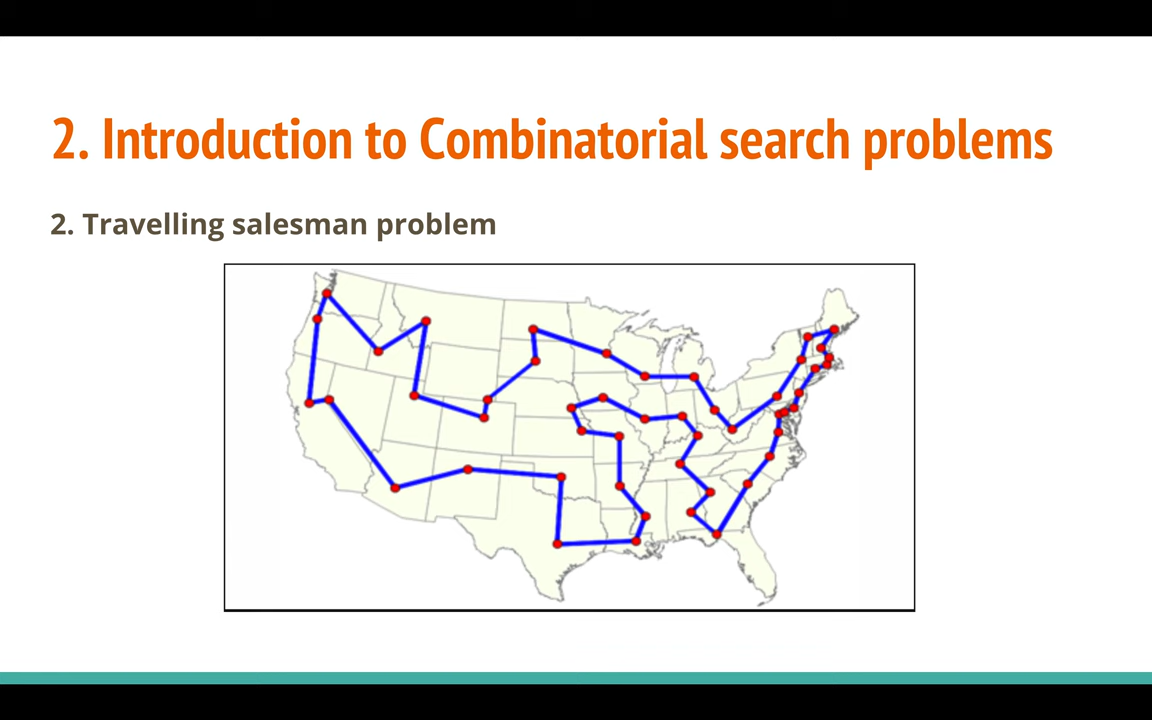 2. Introduction to Combinatorial search problems
2. Travelling salesman problem